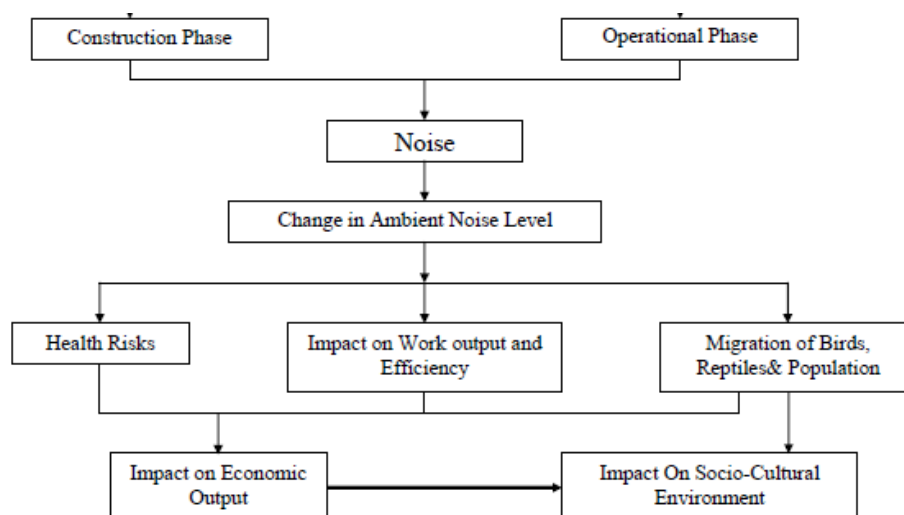 Construction Phase
Operational Phase
Noise
Change in Ambient Noise Level
Health Risks
Impact on Work output and
Efficiency
Migration of Birds,
Reptiles& Population
Impact on Economic
Output
Impact On Socio-Cultural
Environment